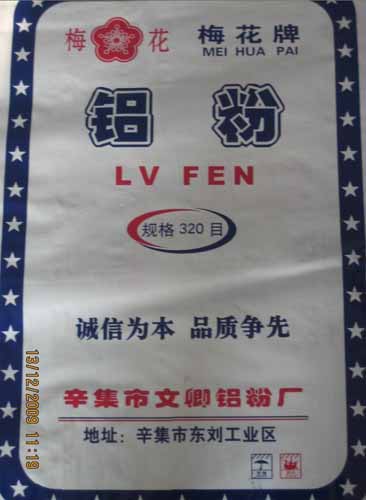 梅 花 梅花牌
MEI HUA PAI
铝 粉
LV FEN
规格 320 目
诚信为本 品质争先
辛集市文卿铝粉厂
地址：辛集市东刘工业区
13/12/2009 11:19